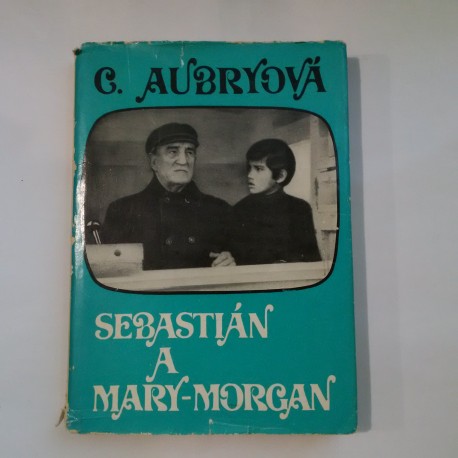 C. AUBRYOVÁ
SEBASTIÁN
A
MARY-MORGAN